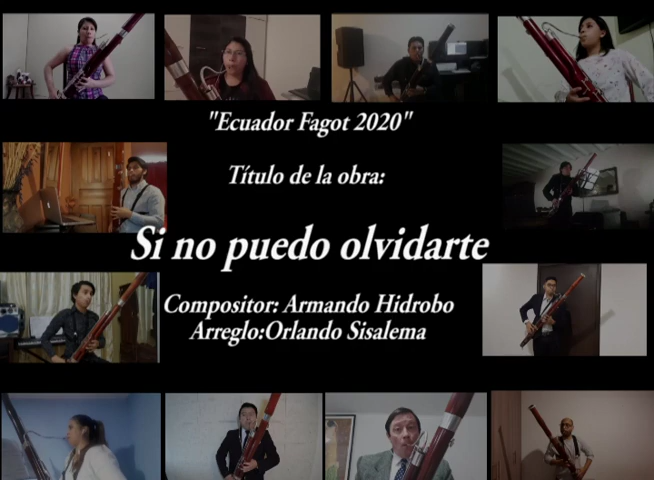 "Ecuador Fagot 2020"
Título de la obra:
Si no puedo olvidarte
Compositor: Armando Hidrobo
Arreglo:Orlando Sisalema